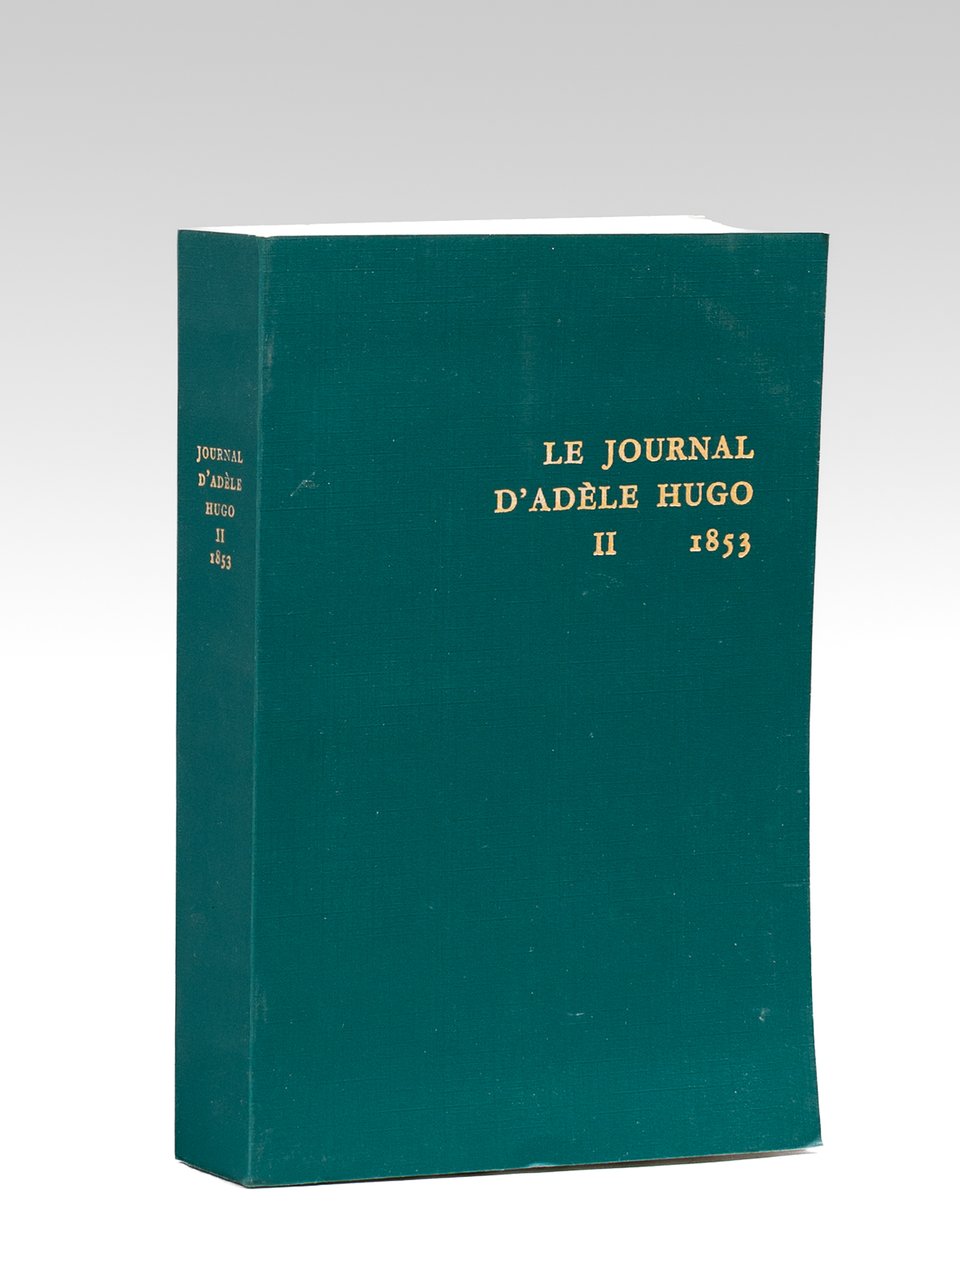 JOURNAL
D'ADÈLE
HUGO
II
1853
LE JOURNAL
D'ADÈLE HUGO
II 1853